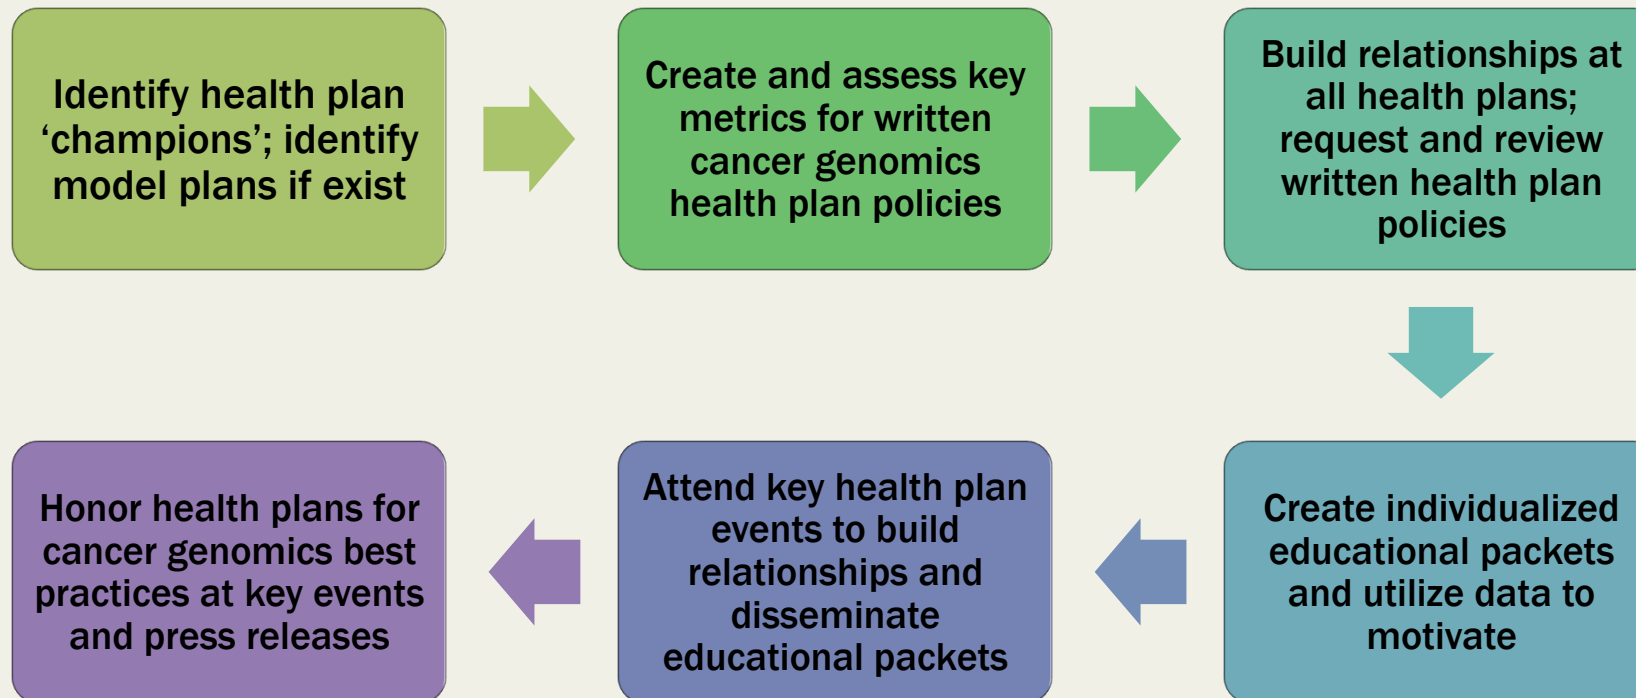 Identify health plan
‘champions’; identify
model plans if exist
Create and assess key
metrics for written
cancer genomics
health plan policies
Build relationships at
all health plans;
request and review
written health plan
policies
Create individualized
educational packets
and utilize data to
motivate
Attend key health plan
events to build
relationships and
disseminate
educational packets
Honor health plans for
cancer genomics best
practices at key events
and press releases